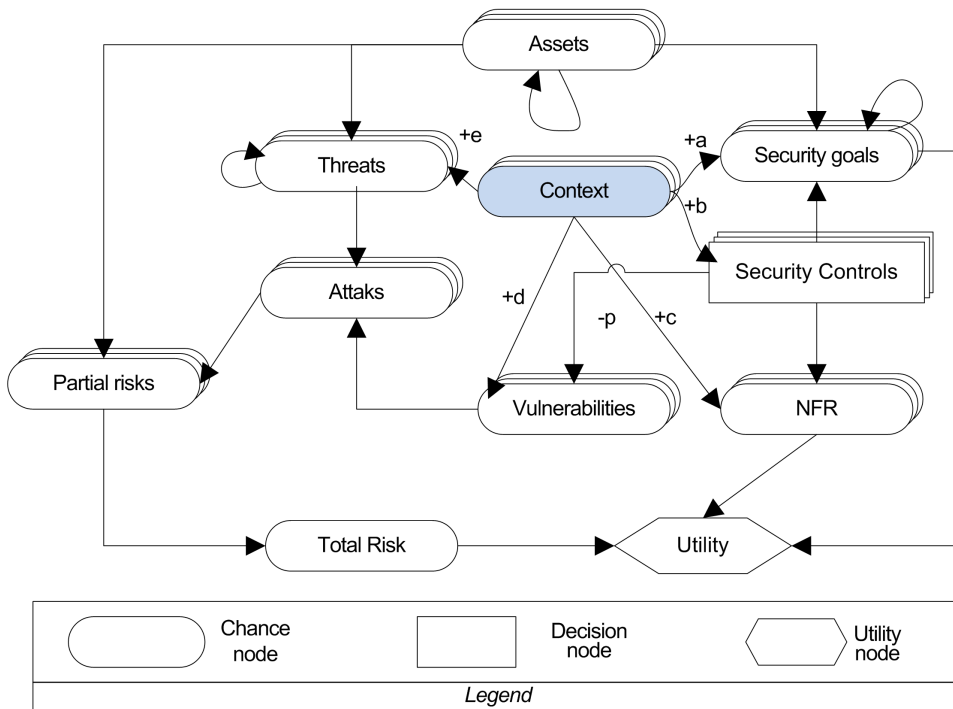 Assets
+e
+a
Threats
Security goals
Context
+b
Security Controls
Attaks
+d
-p
+c
Partial risks
Vulnerabilities
NFR
Total Risk
Utility
Chance
node
Decision
node
Utility
node
Legend